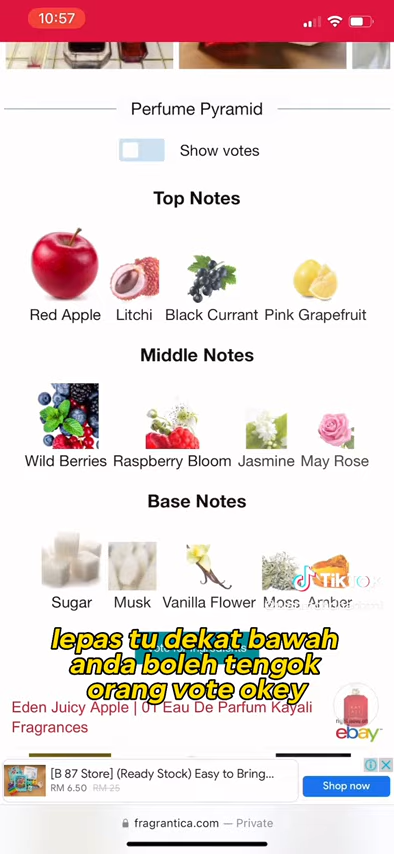 10:57
Perfume Pyramid
Show votes
Top Notes
Red Apple Litchi Black Currant Pink Grapefruit
Middle Notes
Wild Berries Raspberry Bloom Jasmine May Rose
Base Notes
Sugar Musk Vanilla Flower Moss Amber
TikTok
lepas tu dekat bawah
anda boleh tengok
orang vote okey
Eden Juicy Apple | 01 Eau De Parfum Kayali
Fragrances
ebay
[B 87 Store] (Ready Stock) Easy to Bring...
RM 6.50 RM 25
Shop now
fragrantica.com — Private